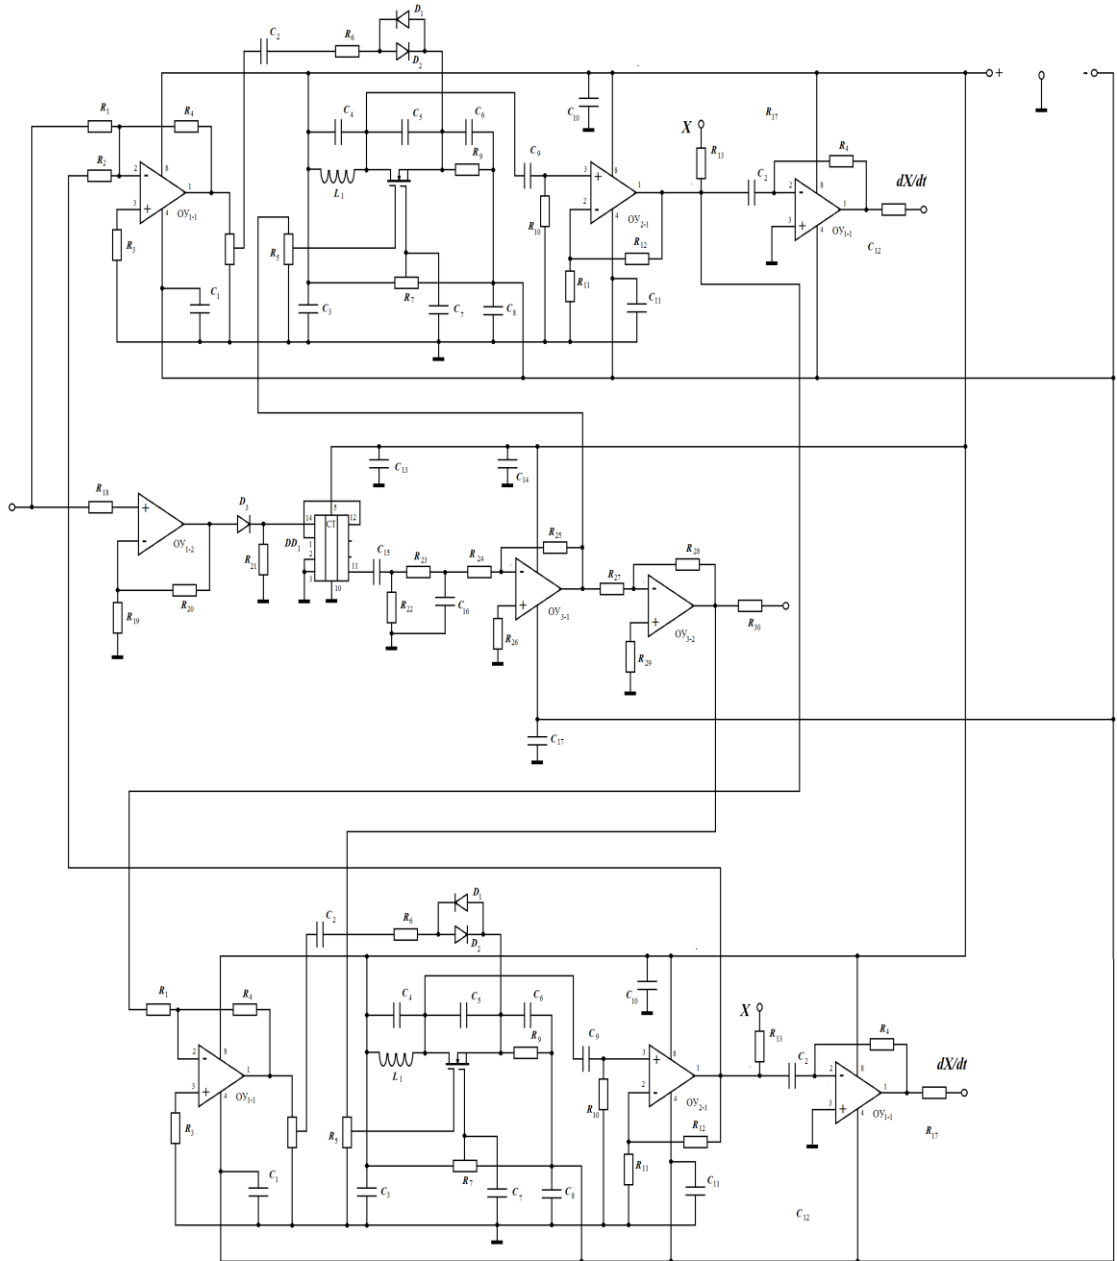 D₁
C₂ R₆
D₂
+ -
R₁ R₄ C₄ C₅ C₆ C₁₀ R₁₇
X R₁₃ R₄
R₂ R₉ C₉ C₂
2 - 8 1 3 + 4 ОУ₁₋₁
L₁
3 + 8 1 2 - 4 ОУ₂₋₁
2 - 8 1 3 + 4 ОУ₁₋₁
dX/dt
R₃ R₅ R₁₀ R₁₂ C₁₂
R₇ R₁₁
C₁ C₃ C₇ C₈ C₁₁
C₁₃ C₁₄
R₁₈ + - ОУ₁₋₂ D₃
DD₁ 14 5 12 CT 1 2 3 11 10
R₂₁ C₁₅ R₂₃ R₂₄ R₂₅ R₂₈
- + ОУ₃₋₁ R₂₇
R₂₀ R₂₂ C₁₆
- + ОУ₃₋₂ R₃₀
R₁₉ R₂₆ R₂₉
C₁₇
D₁
C₂ R₆
D₂
R₁ R₄ C₄ C₅ C₆ C₁₀
X R₁₃ R₄
R₉ C₉ C₂
2 - 8 1 3 + 4 ОУ₁₋₁
L₁
3 + 8 1 2 - 4 ОУ₂₋₁
2 - 8 1 3 + 4 ОУ₁₋₁
dX/dt
R₃ R₅ R₁₀ R₁₂ R₁₇
R₇ R₁₁
C₁ C₃ C₇ C₈ C₁₁
C₁₂